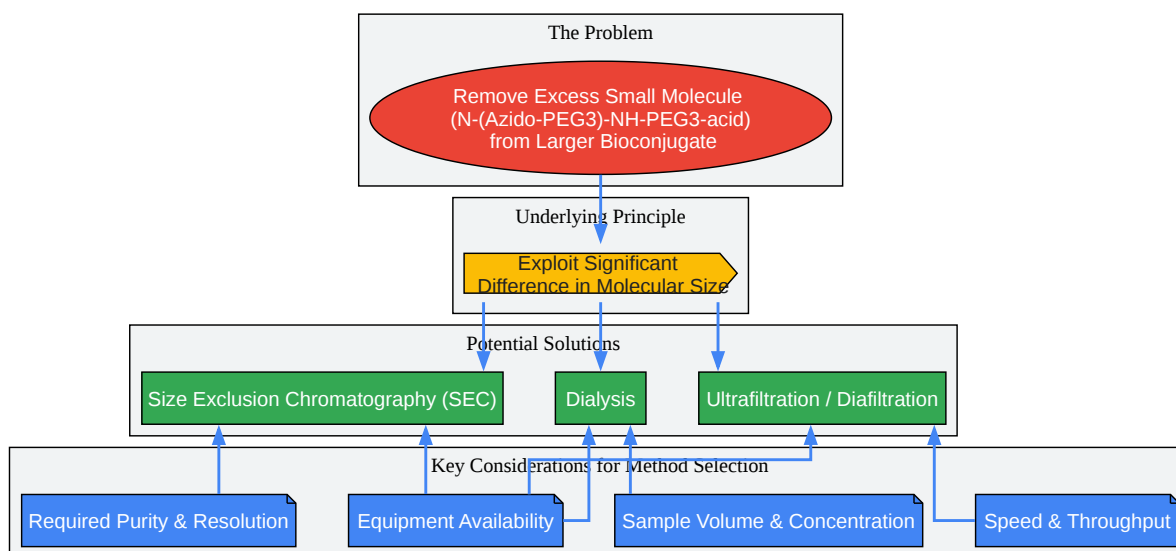 The Problem
Remove Excess Small Molecule
(N-(Azido-PEG3)-NH-PEG3-acid)
from Larger Bioconjugate
Underlying Principle
Exploit Significant
Difference in Molecular Size
Potential Solutions
Size Exclusion Chromatography (SEC)
Dialysis
Ultrafiltration / Diafiltration
Key Considerations for Method Selection
Required Purity & Resolution
Equipment Availability
Sample Volume & Concentration
Speed & Throughput